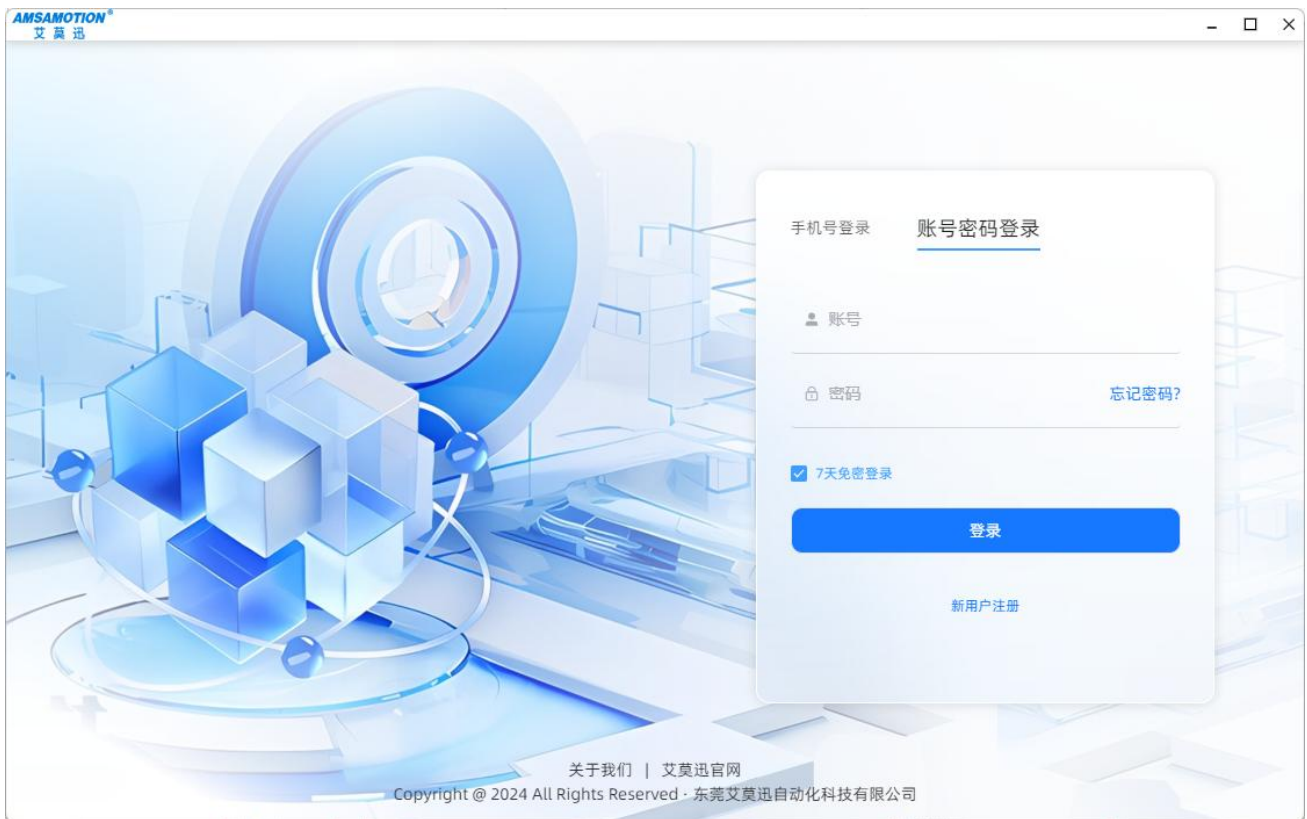 AMSAMOTION®
艾莫迅
手机号登录 账号密码登录
账号
密码 忘记密码?
7天免密登录
登录
新用户注册
关于我们 | 艾莫迅官网
Copyright @ 2024 All Rights Reserved · 东莞艾莫迅自动化科技有限公司